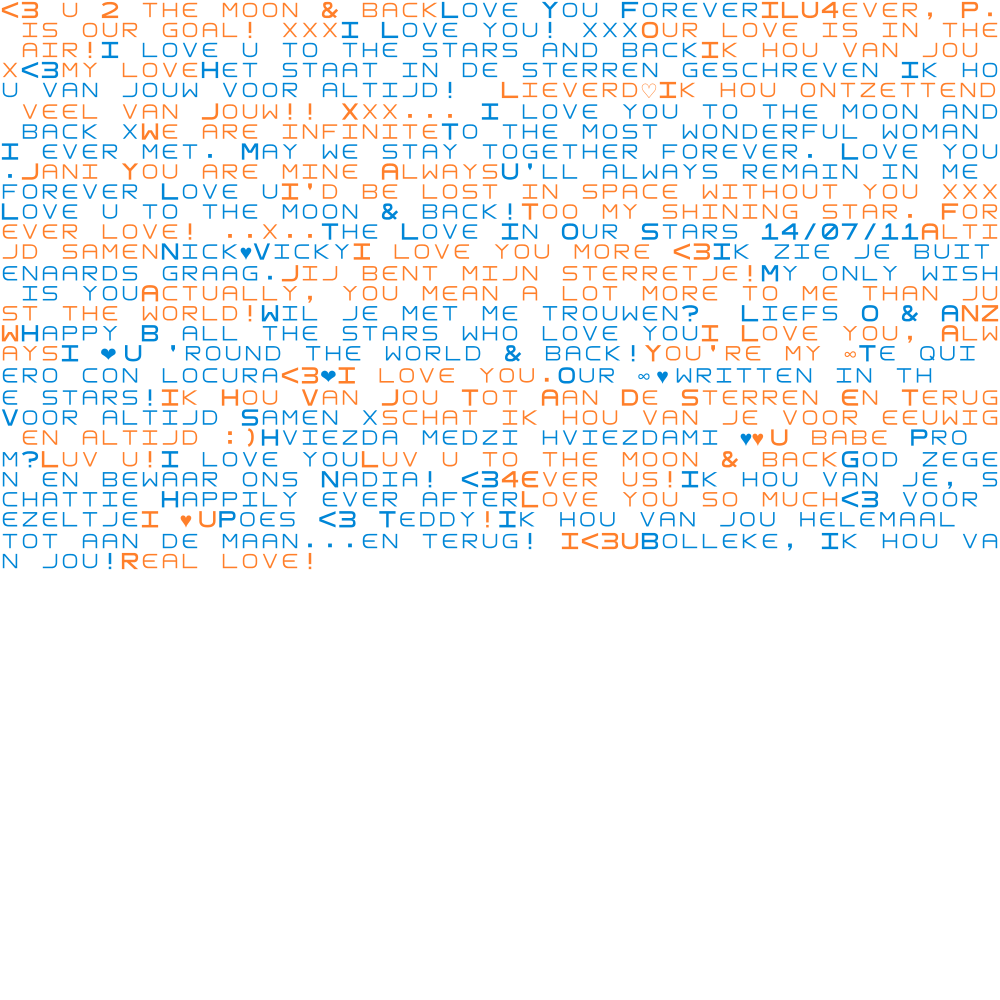 <3 U 2 THE MOON & BACKLOVE YOU FOREVERILU4EVER, P.
IS OUR GOAL! XXXI LOVE YOU! XXXOUR LOVE IS IN THE
AIR!I LOVE U TO THE STARS AND BACKIK HOU VAN JOU
X<3MY LOVEHET STAAT IN DE STERREN GESCHREVEN IK HO
U VAN JOUW VOOR ALTIJD!  LIEVERD♡IK HOU ONTZETTEND
VEEL VAN JOUW!! XXX... I LOVE YOU TO THE MOON AND
BACK XWE ARE INFINITETO THE MOST WONDERFUL WOMAN
I EVER MET. MAY WE STAY TOGETHER FOREVER. LOVE YOU
.JANI YOU ARE MINE ALWAYSU'LL ALWAYS REMAIN IN ME
FOREVER LOVE UI'D BE LOST IN SPACE WITHOUT YOU XXX
LOVE U TO THE MOON & BACK!TOO MY SHINING STAR. FOR
EVER LOVE! ..X..THE LOVE IN OUR STARS 14/07/11ALTI
JD SAMENNICK♥VICKYI LOVE YOU MORE <3IK ZIE JE BUIT
ENAARDS GRAAG.JIJ BENT MIJN STERRETJE!MY ONLY WISH
IS YOUACTUALLY, YOU MEAN A LOT MORE TO ME THAN JU
ST THE WORLD!WIL JE MET ME TROUWEN?  LIEFS O & ANZ
WHAPPY B ALL THE STARS WHO LOVE YOUI LOVE YOU, ALW
AYSI ❤U 'ROUND THE WORLD & BACK!YOU'RE MY ∞TE QUI
ERO CON LOCURA<3❤I LOVE YOU.OUR ∞♥WRITTEN IN TH
E STARS!IK HOU VAN JOU TOT AAN DE STERREN EN TERUG
VOOR ALTIJD SAMEN XSCHAT IK HOU VAN JE VOOR EEUWIG
EN ALTIJD :)HVIEZDA MEDZI HVIEZDAMI ♥♥U BABE PRO
M?LUV U!I LOVE YOULUV U TO THE MOON & BACKGOD ZEGE
N EN BEWAAR ONS NADIA! <34EVER US!IK HOU VAN JE, S
CHATTIE HAPPILY EVER AFTERLOVE YOU SO MUCH<3 VOOR
EZELTJEI ♥UPOES <3 TEDDY!IK HOU VAN JOU HELEMAAL
TOT AAN DE MAAN...EN TERUG! I<3UBOLLEKE, IK HOU VA
N JOU!REAL LOVE!